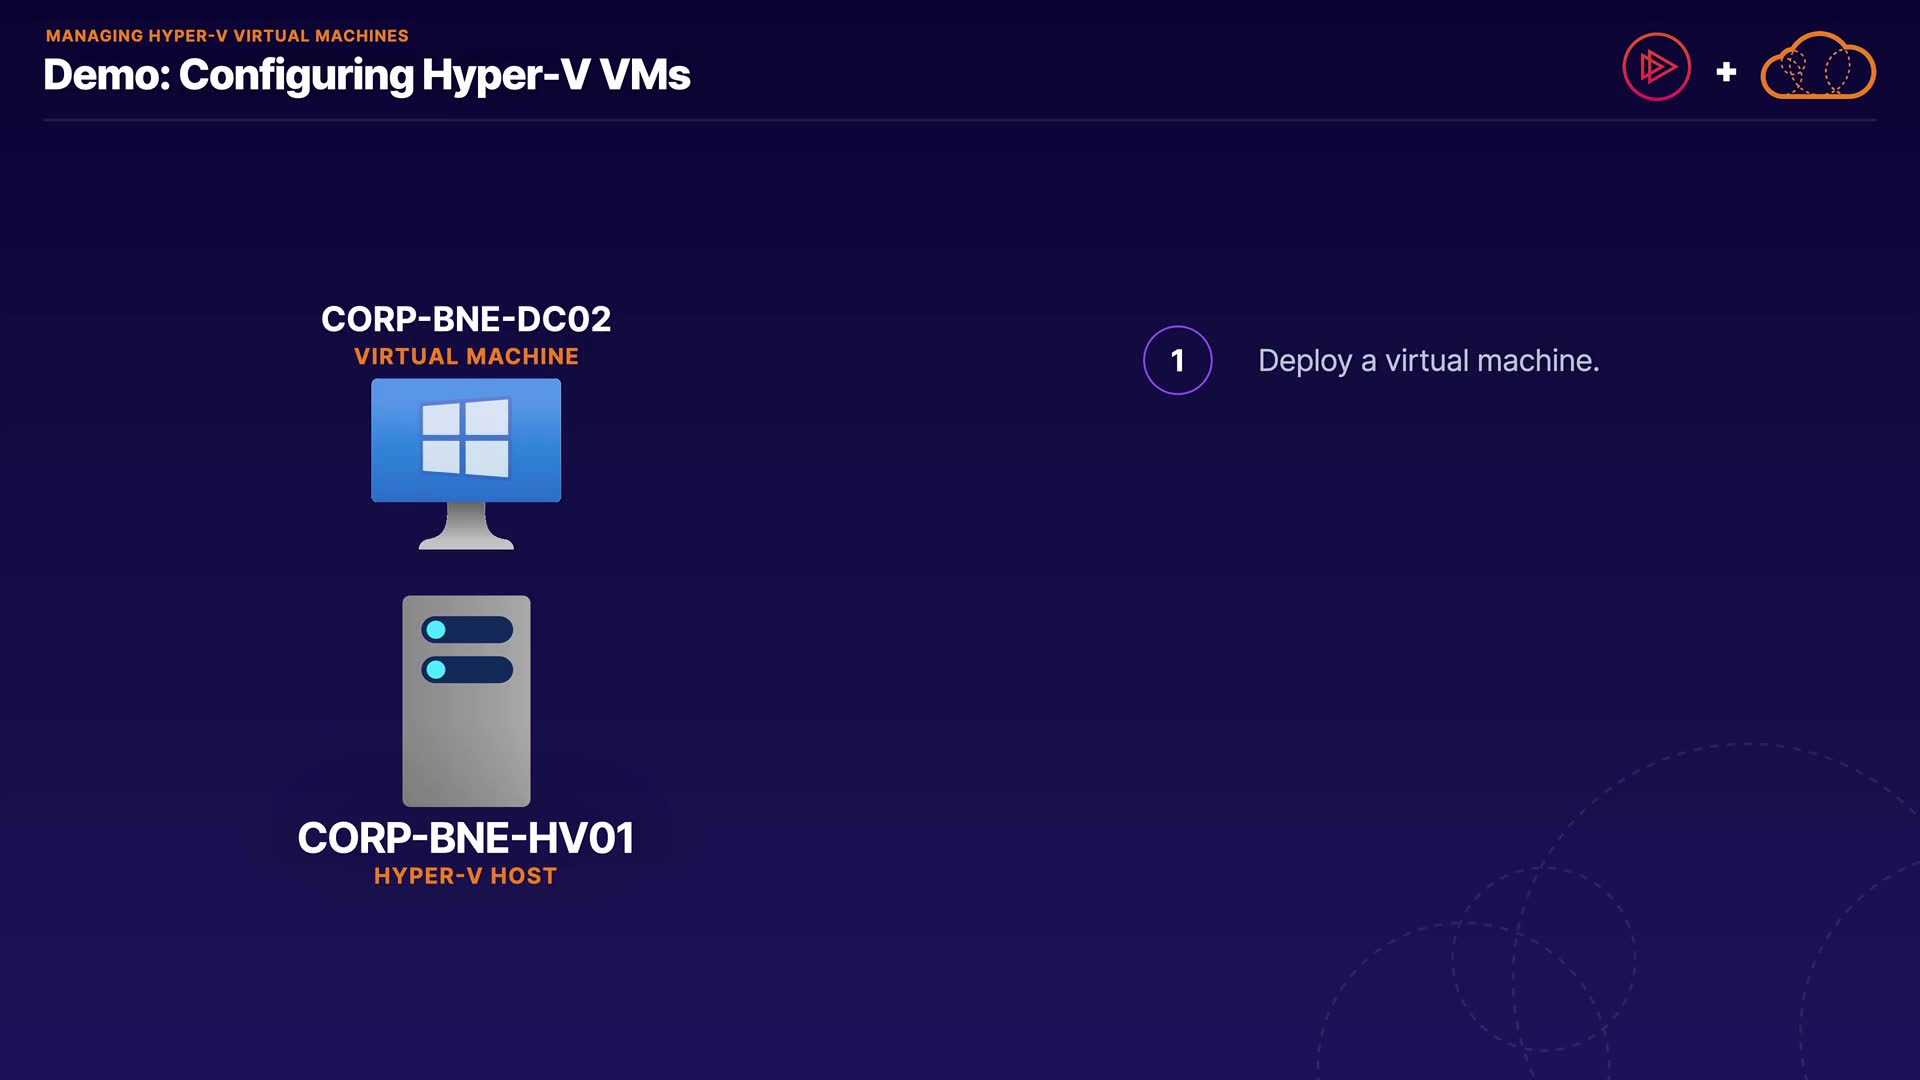 MANAGING HYPER-V VIRTUAL MACHINES
Demo: Configuring Hyper-V VMs
CORP-BNE-DC02
VIRTUAL MACHINE
1 Deploy a virtual machine.
CORP-BNE-HV01
HYPER-V HOST